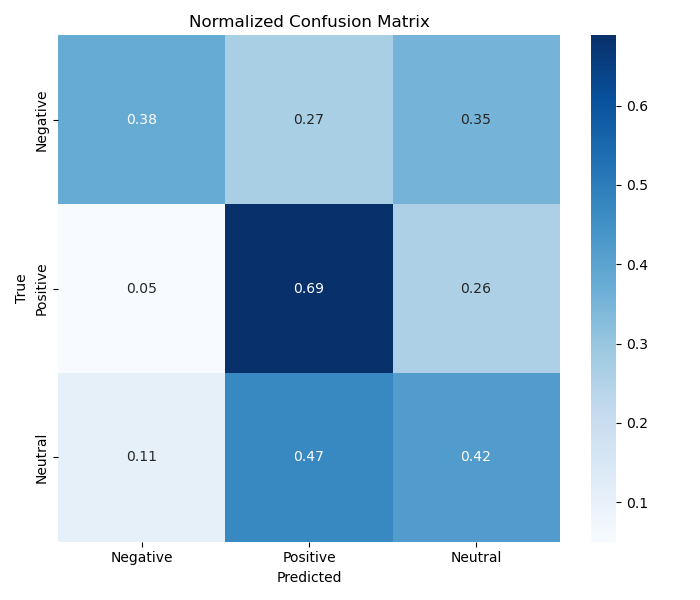 Normalized Confusion Matrix
Negative
0.38
0.27
0.35
True
Positive
0.05
0.69
0.26
Neutral
0.11
0.47
0.42
Negative
Positive
Neutral
Predicted
0.6
0.5
0.4
0.3
0.2
0.1